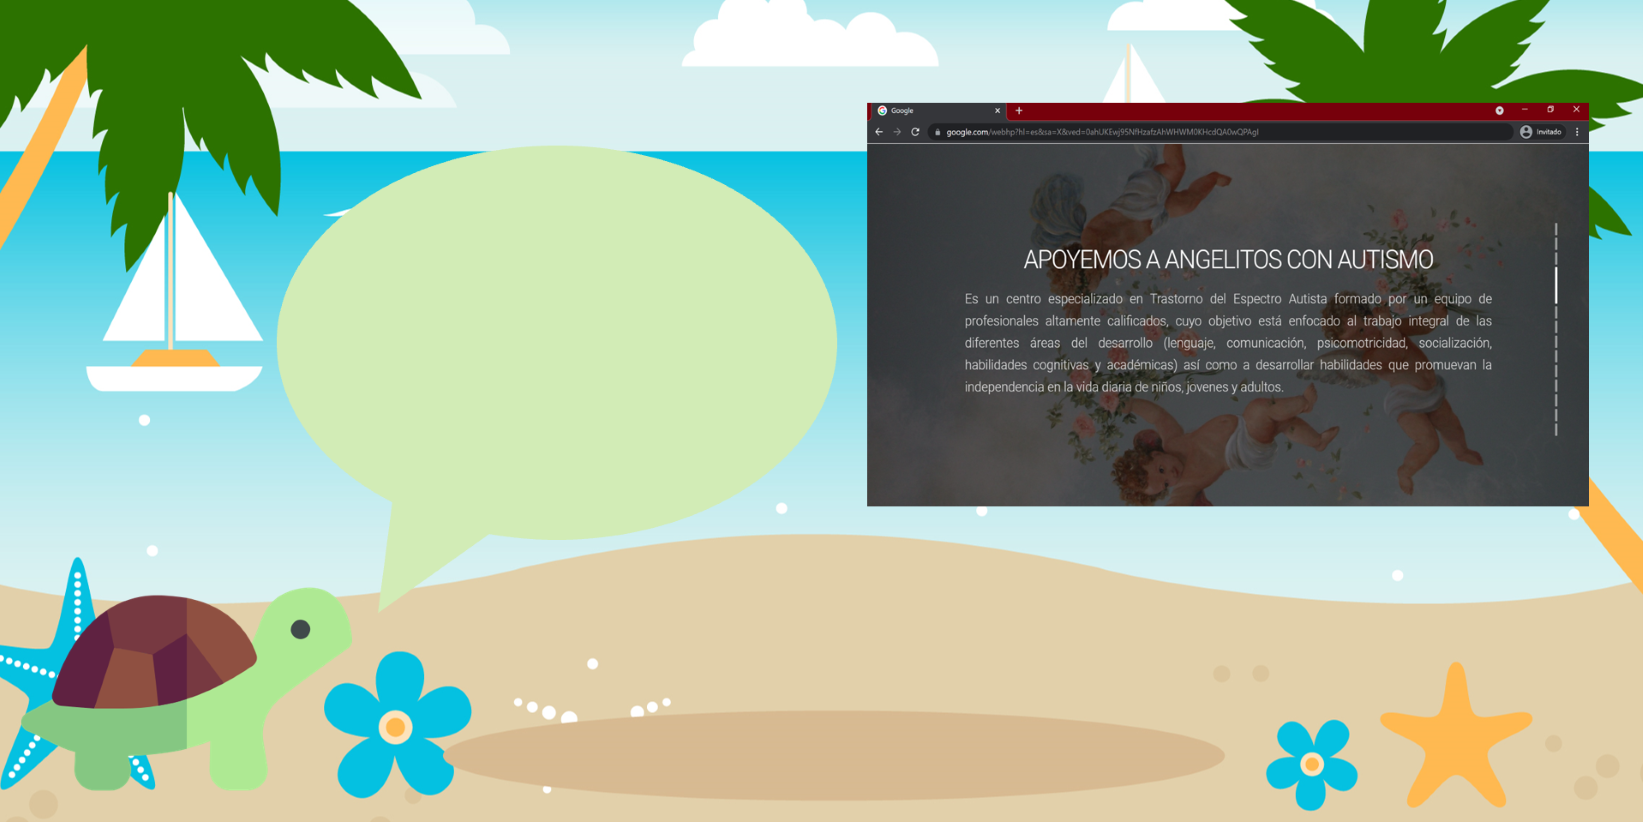 Google
google.com/webhp?hl=es&sa=X&ved=0ahUKEwj95NfHzafzAhWHWM0KHcdQA0wQPAgI
Invitado
APOYEMOS A ANGELITOS CON AUTISMO
Es un centro especializado en Trastorno del Espectro Autista formado por un equipo de
profesionales altamente calificados, cuyo objetivo está enfocado al trabajo integral de las
diferentes áreas del desarrollo (lenguaje, comunicación, psicomotricidad, socialización,
habilidades cognitivas y académicas) así como a desarrollar habilidades que promuevan la
independencia en la vida diaria de niños, jovenes y adultos.